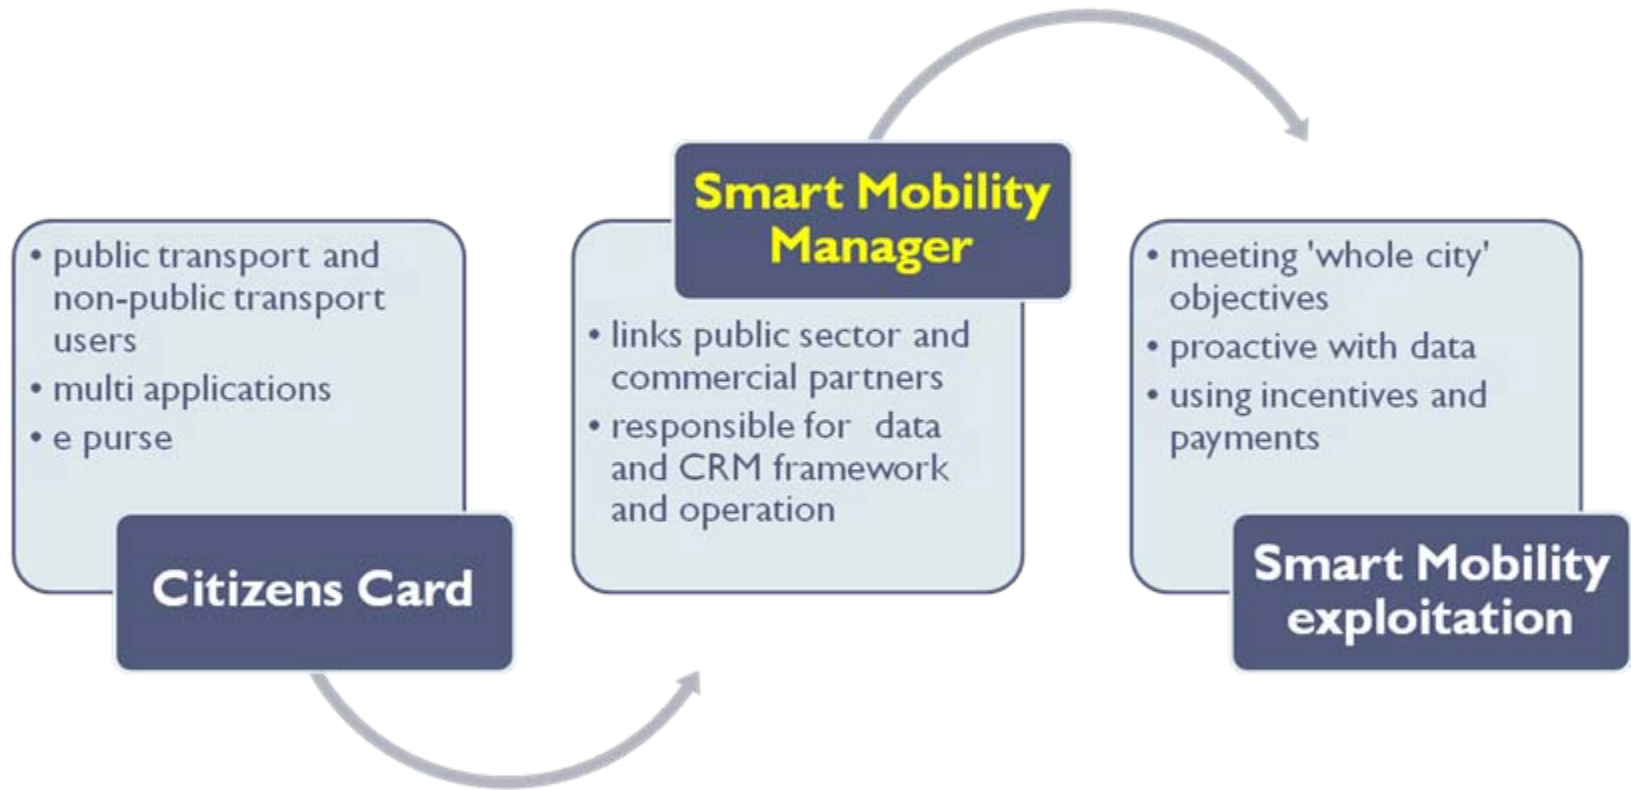 • public transport and
non-public transport
users
• multi applications
• e purse
Citizens Card
Smart Mobility
Manager
• links public sector and
commercial partners
• responsible for data
and CRM framework
and operation
• meeting 'whole city'
objectives
• proactive with data
• using incentives and
payments
Smart Mobility
exploitation